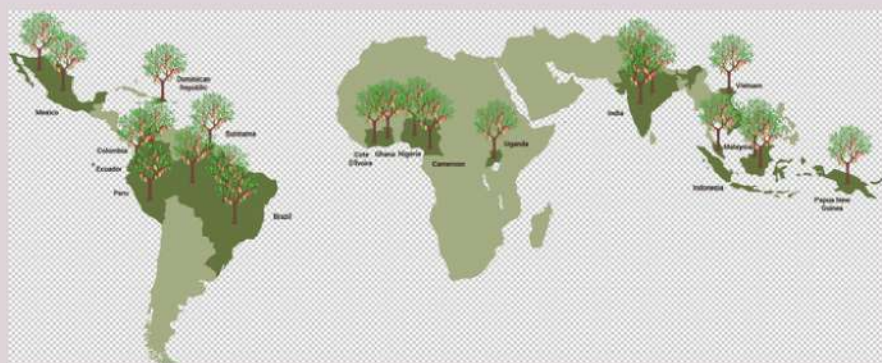 Mexico
Dominican
Republic
Suriname
Colombia
Ecuador
Peru
Brazil
Cote
D'Ivoire
Ghana
Nigeria
Cameroon
Uganda
India
Vietnam
Malaysia
Indonesia
Papua New
Guinea